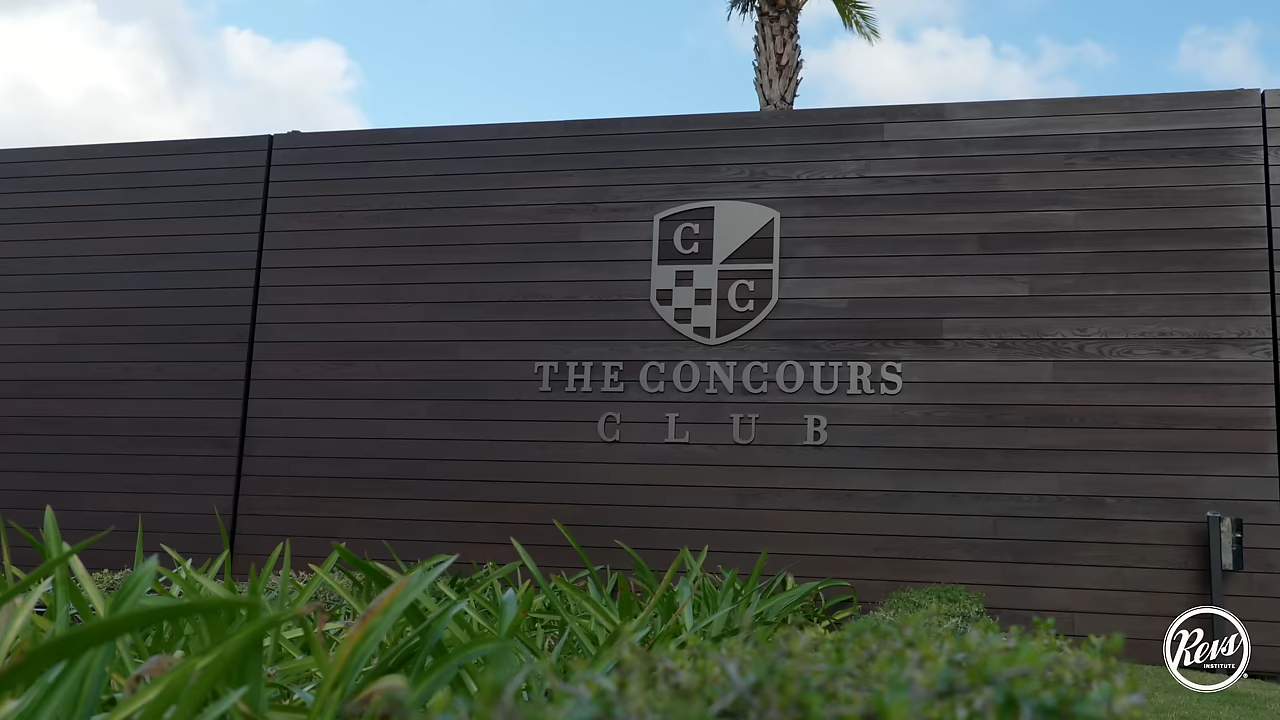 C
C
THE CONCOURS
CLUB
Revs
INSTITUTE